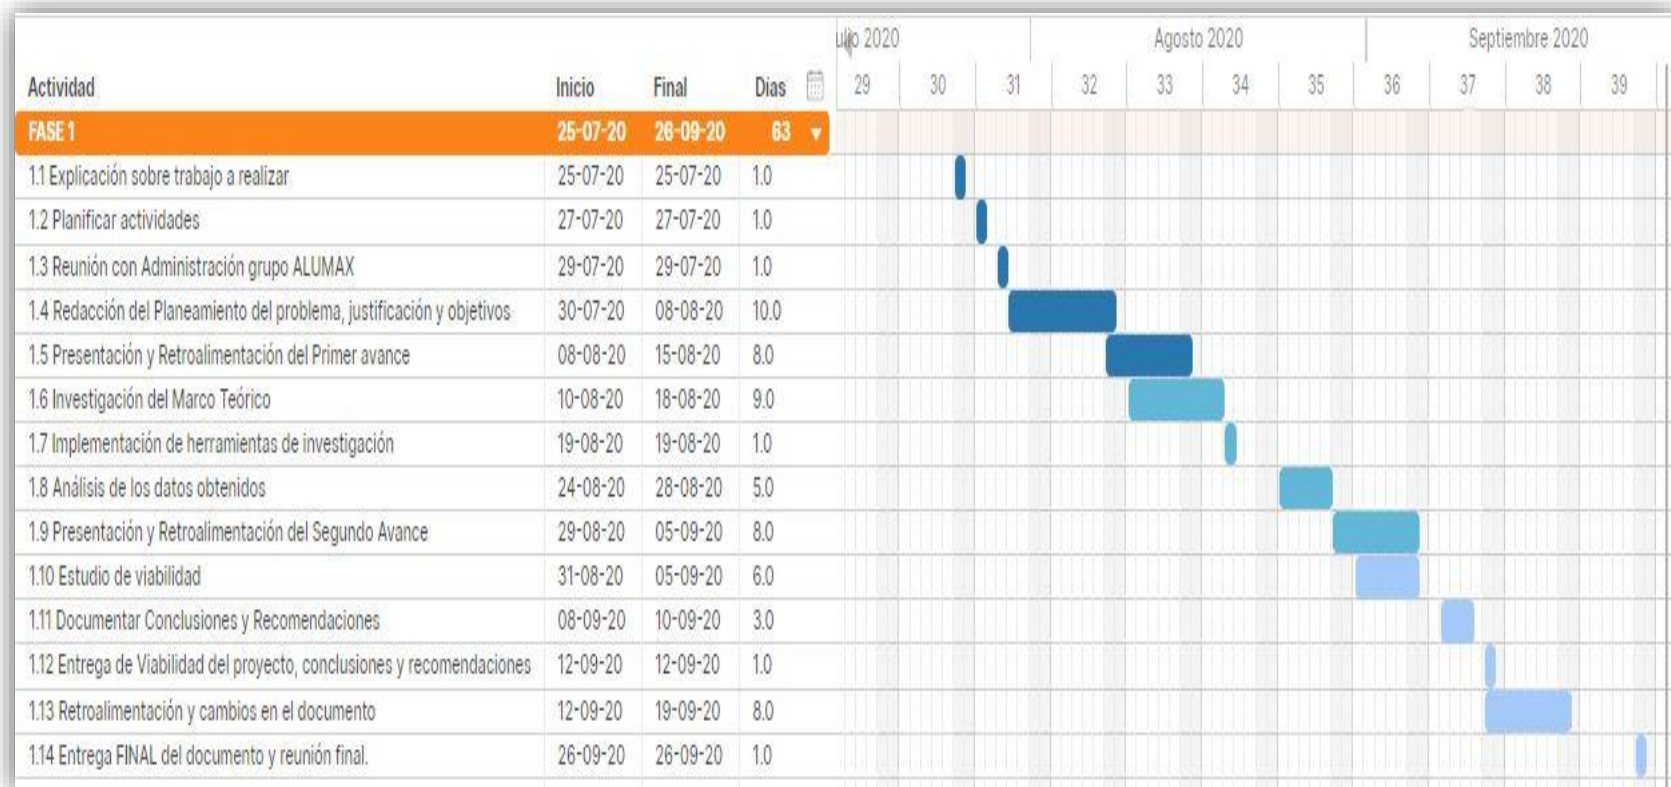 ulio 2020 Agosto 2020 Septiembre 2020
Actividad Inicio Final Dias 29 30 31 32 33 34 35 36 37 38 39
FASE 1 25-07-20 26-09-20 63
1.1 Explicación sobre trabajo a realizar 25-07-20 25-07-20 1.0
1.2 Planificar actividades 27-07-20 27-07-20 1.0
1.3 Reunión con Administración grupo ALUMAX 29-07-20 29-07-20 1.0
1.4 Redacción del Planeamiento del problema, justificación y objetivos 30-07-20 08-08-20 10.0
1.5 Presentación y Retroalimentación del Primer avance 08-08-20 15-08-20 8.0
1.6 Investigación del Marco Teórico 10-08-20 18-08-20 9.0
1.7 Implementación de herramientas de investigación 19-08-20 19-08-20 1.0
1.8 Análisis de los datos obtenidos 24-08-20 28-08-20 5.0
1.9 Presentación y Retroalimentación del Segundo Avance 29-08-20 05-09-20 8.0
1.10 Estudio de viabilidad 31-08-20 05-09-20 6.0
1.11 Documentar Conclusiones y Recomendaciones 08-09-20 10-09-20 3.0
1.12 Entrega de Viabilidad del proyecto, conclusiones y recomendaciones 12-09-20 12-09-20 1.0
1.13 Retroalimentación y cambios en el documento 12-09-20 19-09-20 8.0
1.14 Entrega FINAL del documento y reunión final. 26-09-20 26-09-20 1.0